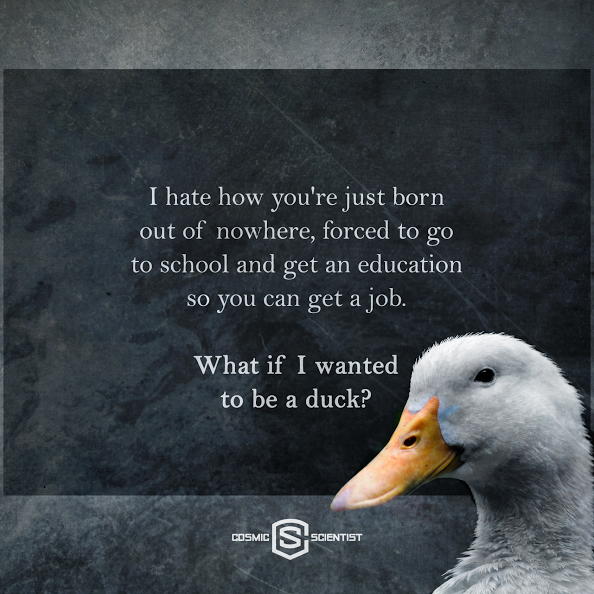 I hate how you're just born
out of nowhere, forced to go
to school and get an education
so you can get a job.
What if I wanted
to be a duck?
COSMIC S SCIENTIST